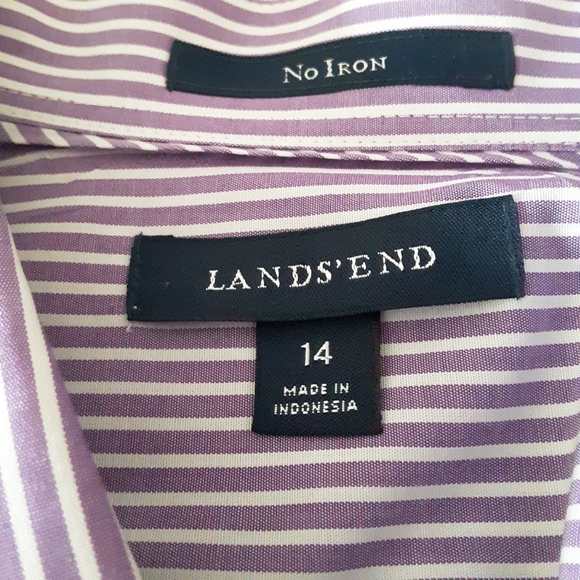 No Iron
LANDS' END
14
MADE IN
INDONESIA